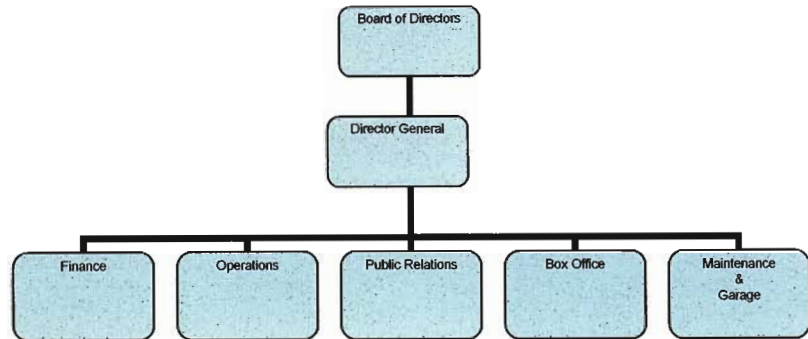 Board of Directors
Director General
Finance
Operations
Public Relations
Box Office
Maintenance
&
Garage